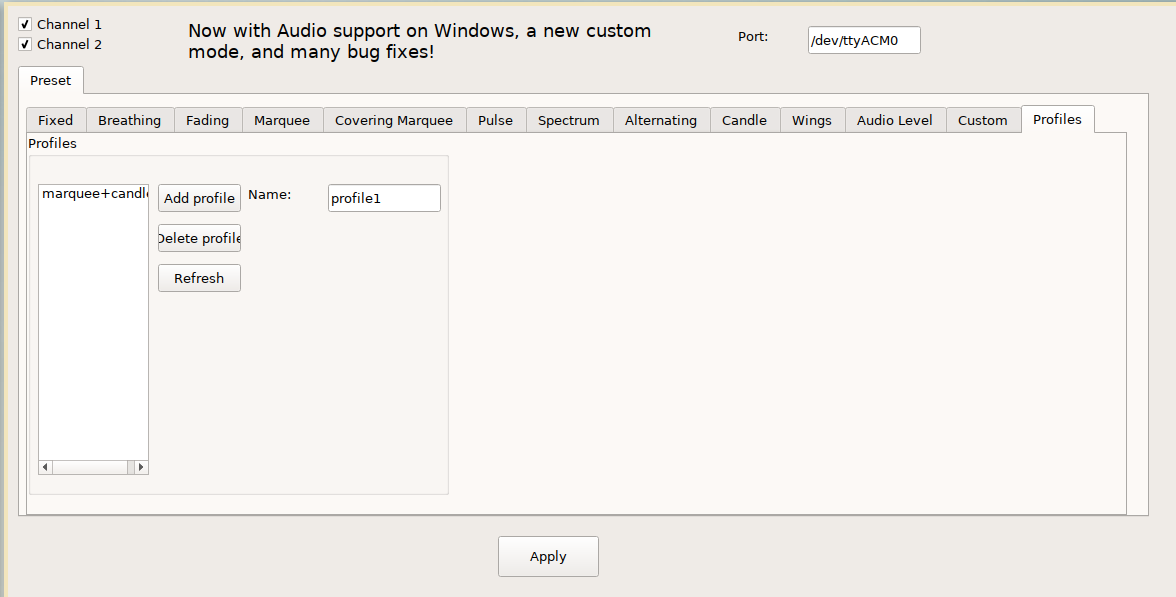 Channel 1
Channel 2
Now with Audio support on Windows, a new custom
mode, and many bug fixes!
Port:
/dev/ttyACM0
Preset
Fixed
Breathing
Fading
Marquee
Covering Marquee
Pulse
Spectrum
Alternating
Candle
Wings
Audio Level
Custom
Profiles
Profiles
marquee+candle
Add profile
Name:
profile1
Delete profile
Refresh
Apply